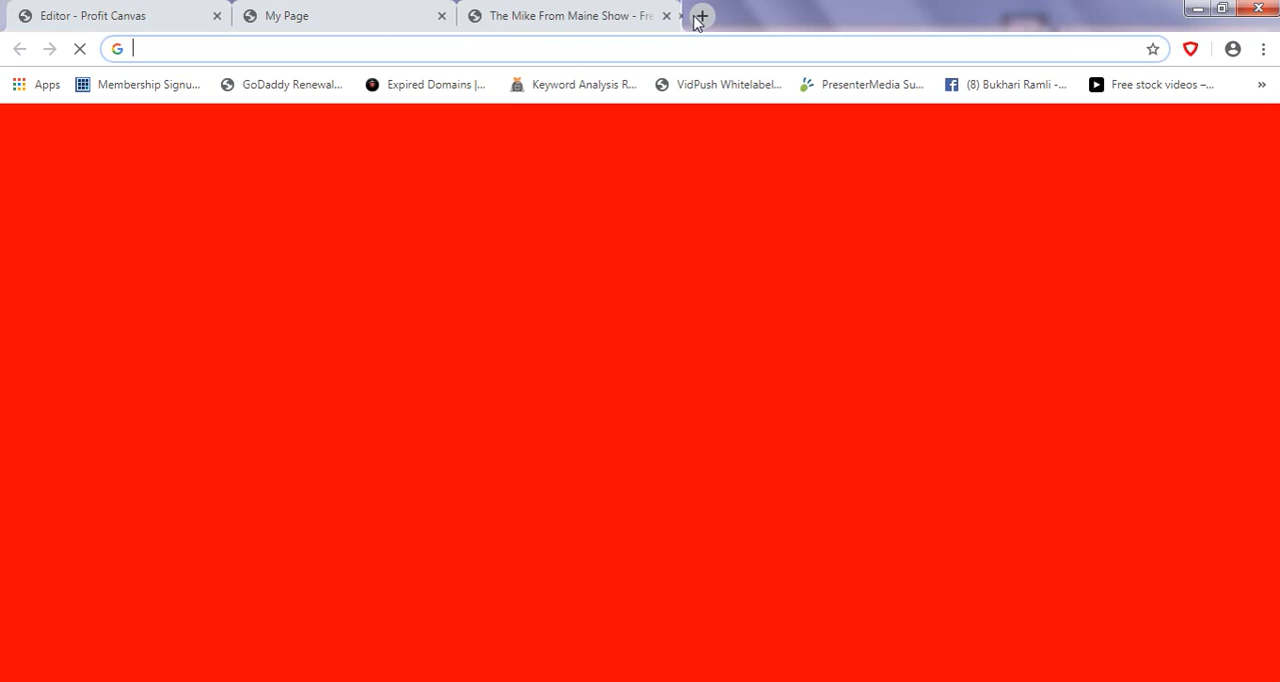 Editor - Profit Canvas
My Page
The Mike From Maine Show - Fre
Apps
Membership Signu...
GoDaddy Renewal...
Expired Domains |...
Keyword Analysis R...
VidPush Whitelabel...
PresenterMedia Su...
(8) Bukhari Ramli -...
Free stock videos –...
»